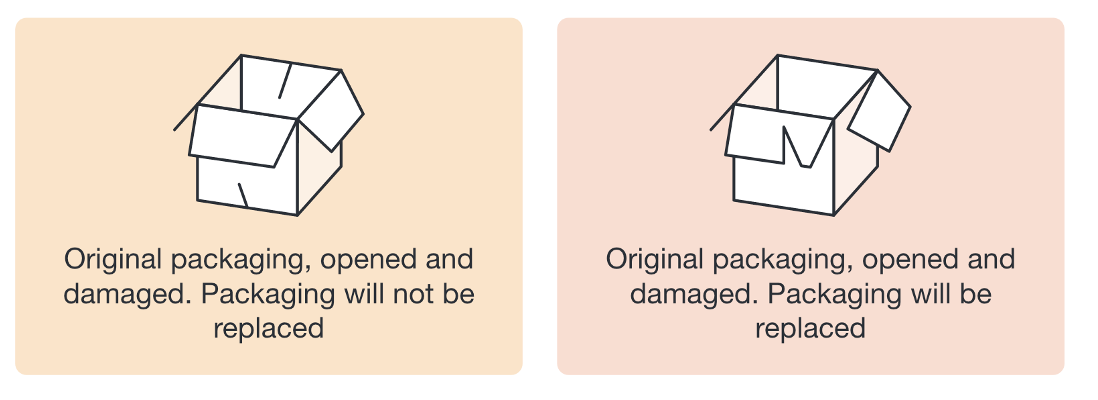 Original packaging, opened and
damaged. Packaging will not be
replaced
Original packaging, opened and
damaged. Packaging will be
replaced